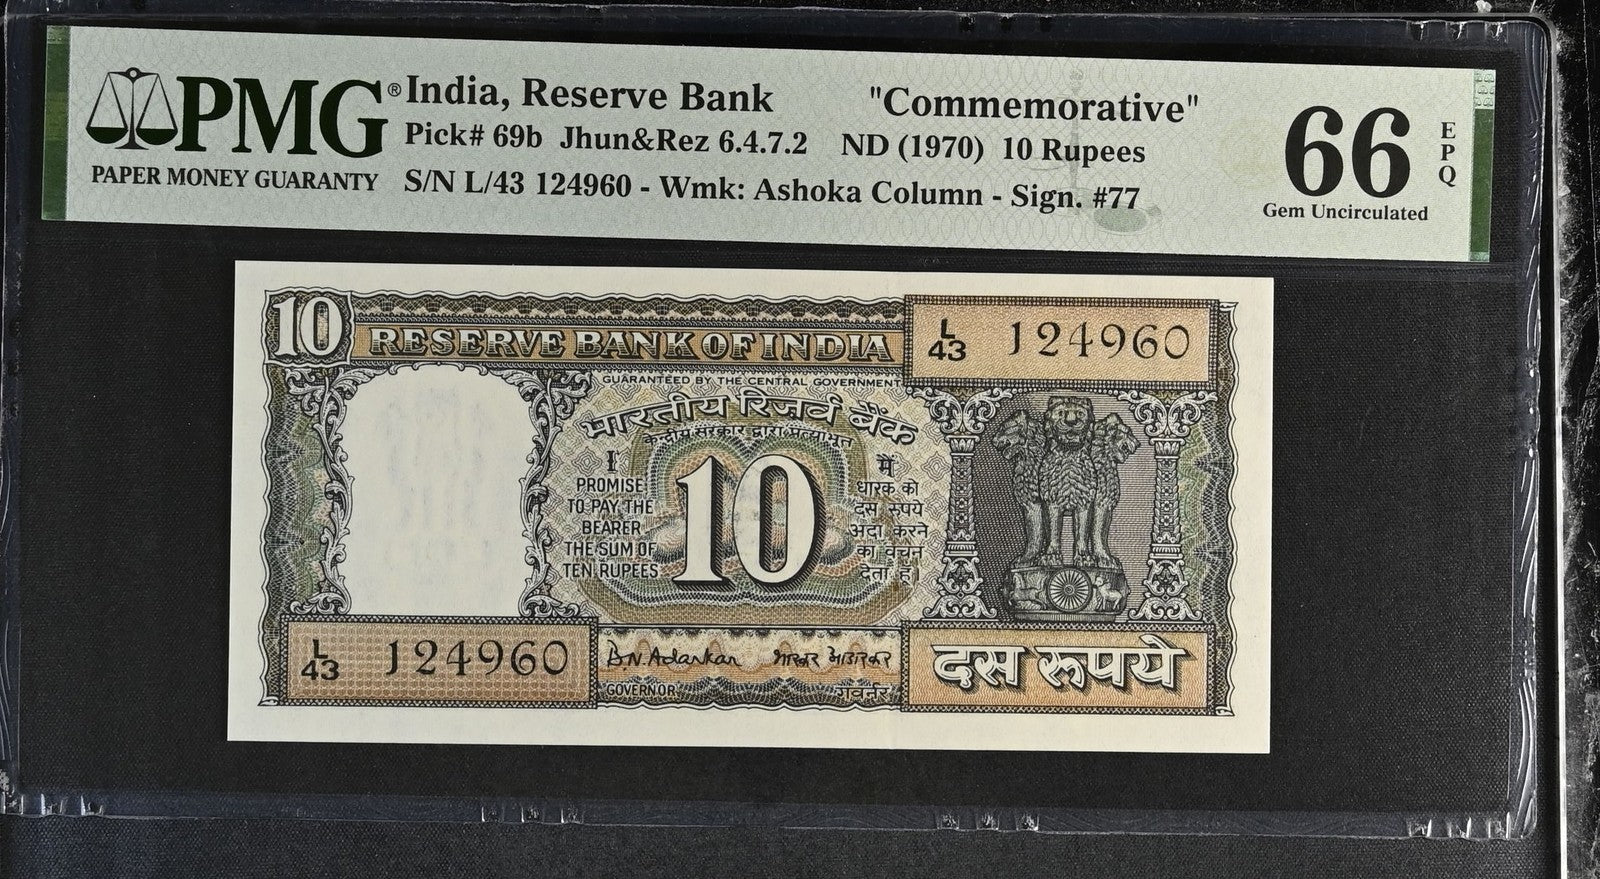 PMG®
PAPER MONEY GUARANTY
India, Reserve Bank "Commemorative"
Pick# 69b Jhun&Rez 6.4.7.2 ND (1970) 10 Rupees
S/N L/43 124960 - Wmk: Ashoka Column - Sign. #77
66
EPQ
Gem Uncirculated
10
RESERVE BANK OF INDIA
L/43 124960
GUARANTEED BY THE CENTRAL GOVERNMENT
भारतीय रिज़र्व बैंक
केन्द्रीय सरकार द्वारा प्रत्याभूत
I
PROMISE
TO PAY THE
BEARER
THE SUM OF
TEN RUPEES
10
मैं
धारक को
दस रुपये
अदा करने
का वचन
देता हूं।
L/43 124960
B.N. Adarkar भास्कर आडारकर
GOVERNOR गवर्नर
दस रूपये